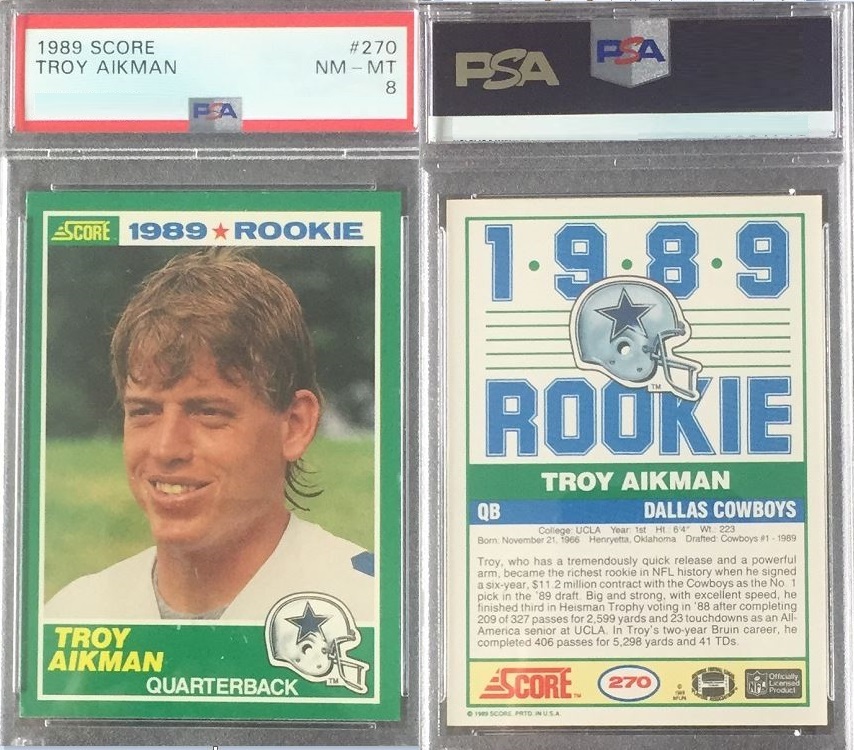 1989 SCORE #270
TROY AIKMAN NM-MT
8
PSA
SCORE 1989 ROOKIE
TROY
AIKMAN
QUARTERBACK
TM
PSA PSA
1·9·8·9
TM
ROOKIE
TROY AIKMAN
QB DALLAS COWBOYS
College: UCLA Year: 1st Ht.: 6'4" Wt.: 223
Born: November 21, 1966 Henryetta, Oklahoma Drafted: Cowboys #1 - 1989
Troy, who has a tremendously quick release and a powerful
arm, became the richest rookie in NFL history when he signed
a six-year, $11.2 million contract with the Cowboys as the No. 1
pick in the '89 draft. Big and strong, with excellent speed, he
finished third in Heisman Trophy voting in '88 after completing
209 of 327 passes for 2,599 yards and 23 touchdowns as an All-
America senior at UCLA. In Troy's two-year Bruin career, he
completed 406 passes for 5,298 yards and 41 TDs.
SCORE TM 270 © 1989 NFLPA NFL Officially
Licensed
Product
© 1989 SCORE. PRTD. IN U.S.A.